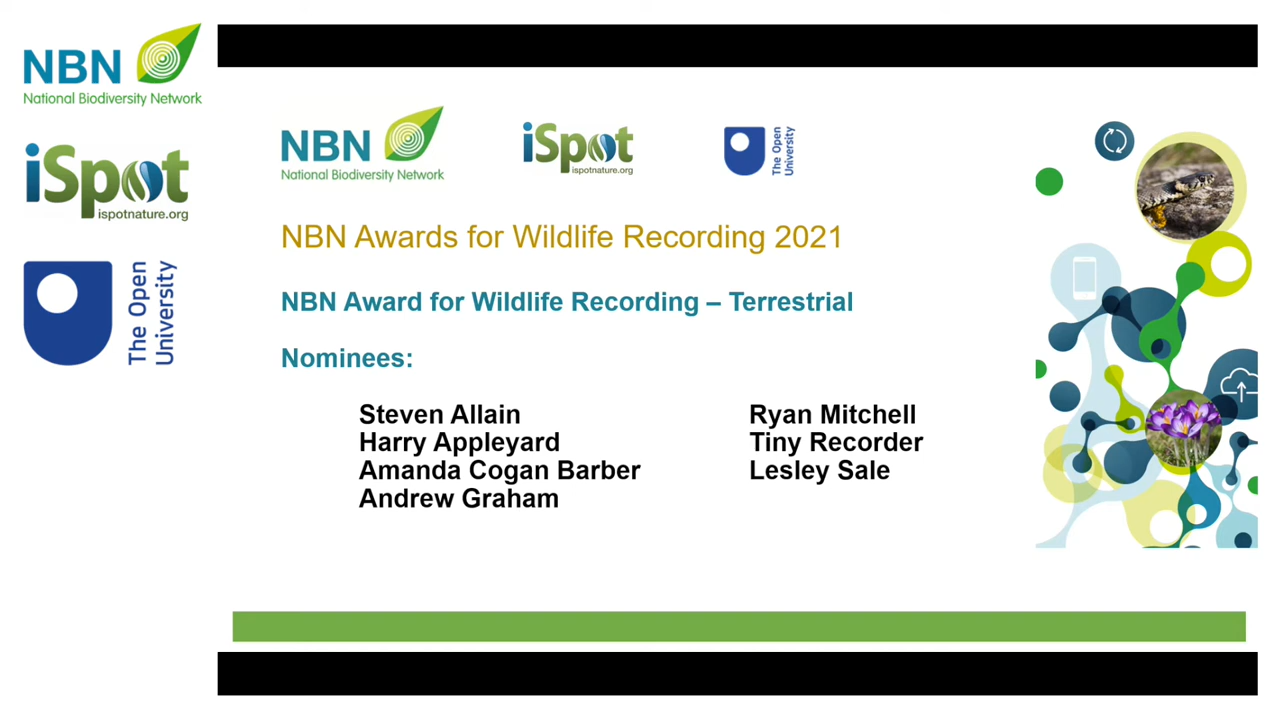 NBN
National Biodiversity Network
iSpot
ispotnature.org
The Open
University
NBN
National Biodiversity Network
iSpot
ispotnature.org
The Open
University
NBN Awards for Wildlife Recording 2021
NBN Award for Wildlife Recording – Terrestrial
Nominees:
Steven Allain
Harry Appleyard
Amanda Cogan Barber
Andrew Graham
Ryan Mitchell
Tiny Recorder
Lesley Sale